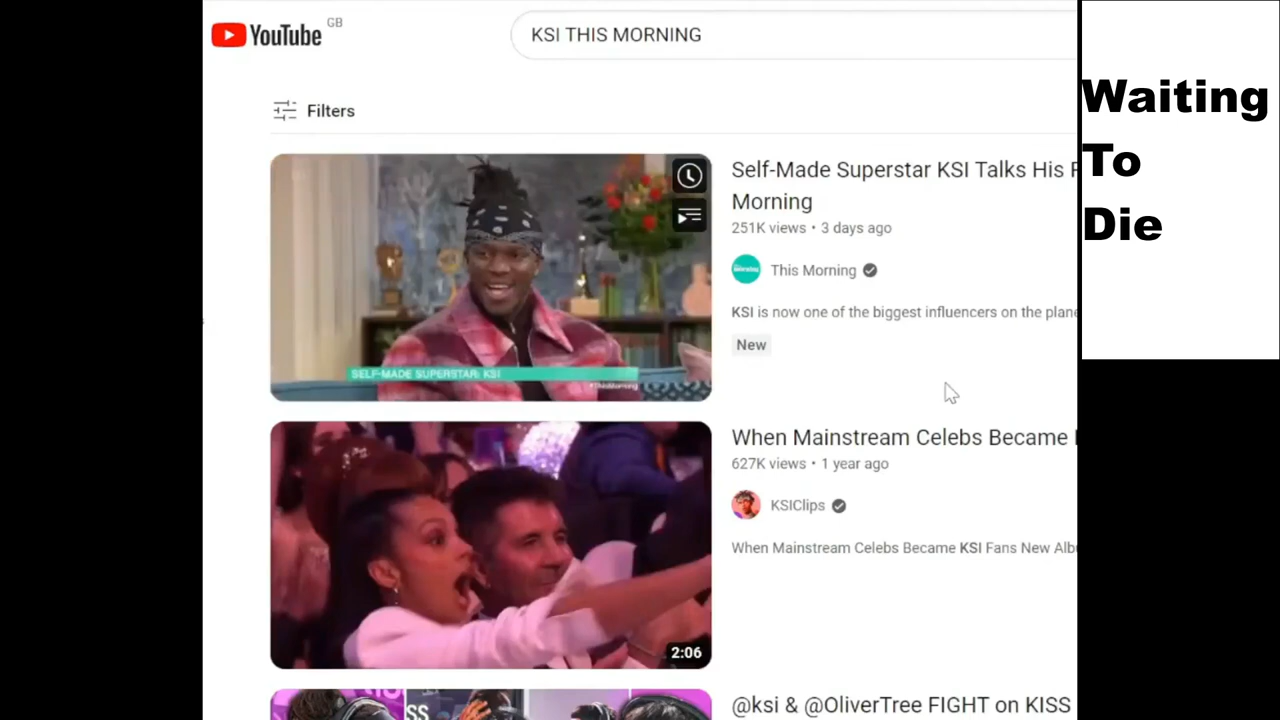 YouTube GB
KSI THIS MORNING
Filters
Self-Made Superstar KSI Talks His
Morning
251K views • 3 days ago
This Morning
KSI is now one of the biggest influencers on the plane
New
SELF-MADE SUPERSTAR: KSI
#ThisMorning
When Mainstream Celebs Became
627K views • 1 year ago
KSIClips
When Mainstream Celebs Became KSI Fans New Alb
2:06
@ksi & @OliverTree FIGHT on KISS
Waiting
To
Die